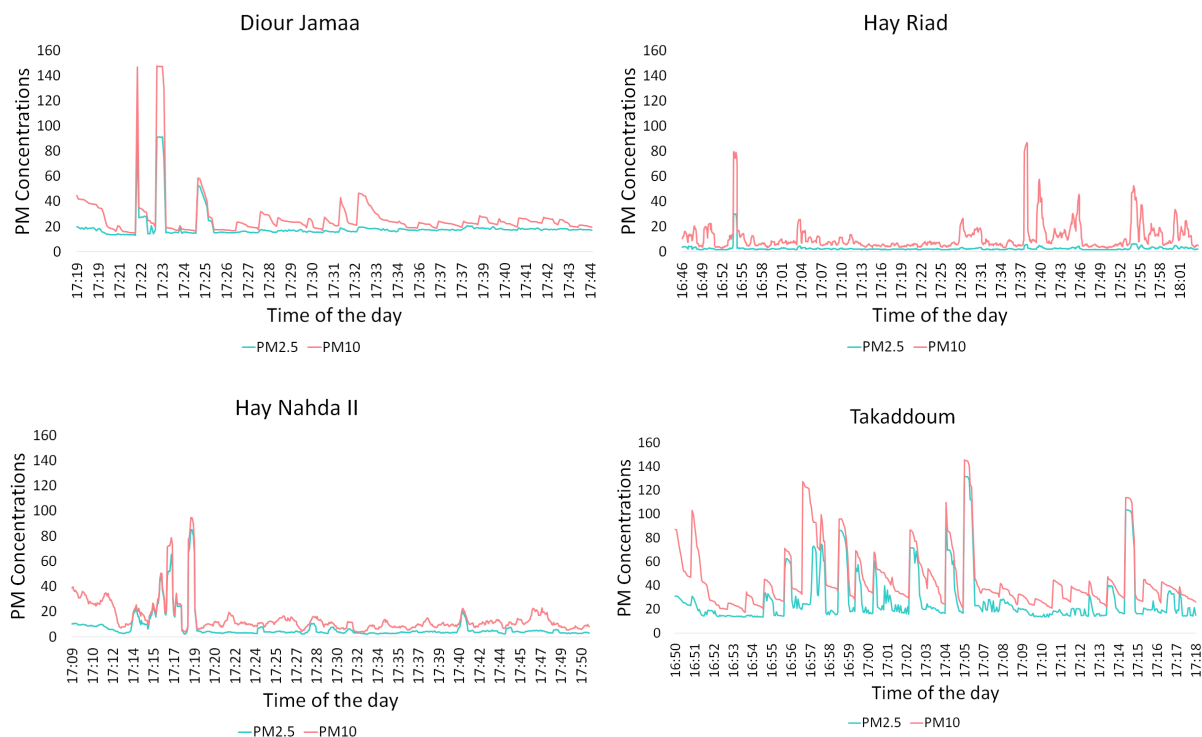 Diour Jamaa
PM Concentrations
160
140
120
100
80
60
40
20
0
17:19 17:19 17:21 17:22 17:23 17:24 17:25 17:26 17:27 17:28 17:29 17:30 17:31 17:32 17:33 17:34 17:35 17:36 17:37 17:38 17:39 17:40 17:41 17:42 17:43 17:44
Time of the day
PM2.5 PM10
Hay Riad
PM Concentrations
160
140
120
100
80
60
40
20
0
16:46 16:49 16:52 16:55 16:58 17:01 17:04 17:07 17:10 17:13 17:16 17:19 17:22 17:25 17:28 17:31 17:34 17:37 17:40 17:43 17:46 17:49 17:52 17:55 17:58 18:01
Time of the day
PM2.5 PM10
Hay Nahda II
PM Concentrations
160
140
120
100
80
60
40
20
0
17:09 17:10 17:12 17:14 17:15 17:17 17:19 17:20 17:22 17:24 17:25 17:27 17:28 17:30 17:32 17:34 17:35 17:37 17:38 17:40 17:42 17:44 17:45 17:47 17:49 17:50
Time of the day
PM2.5 PM10
Takaddoum
PM Concentrations
160
140
120
100
80
60
40
20
0
16:50 16:51 16:52 16:53 16:54 16:55 16:56 16:57 16:58 16:59 17:00 17:01 17:02 17:03 17:04 17:05 17:07 17:08 17:09 17:10 17:11 17:12 17:13 17:14 17:15 17:16 17:17 17:18
Time of the day
PM2.5 PM10